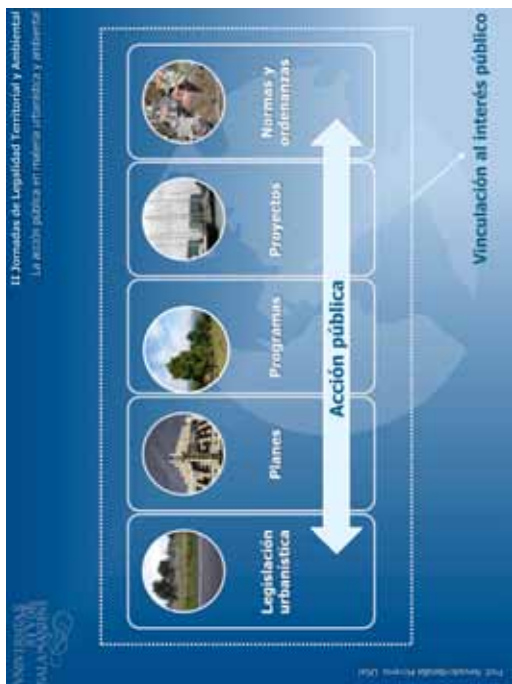 II Jornadas de Legalidad Territorial y Ambiental
La acción pública en materia urbanística y ambiental
Legislación
urbanística
Planes
Programas
Proyectos
Normas y
ordenanzas
Acción pública
Vinculación al interés público
Prof.